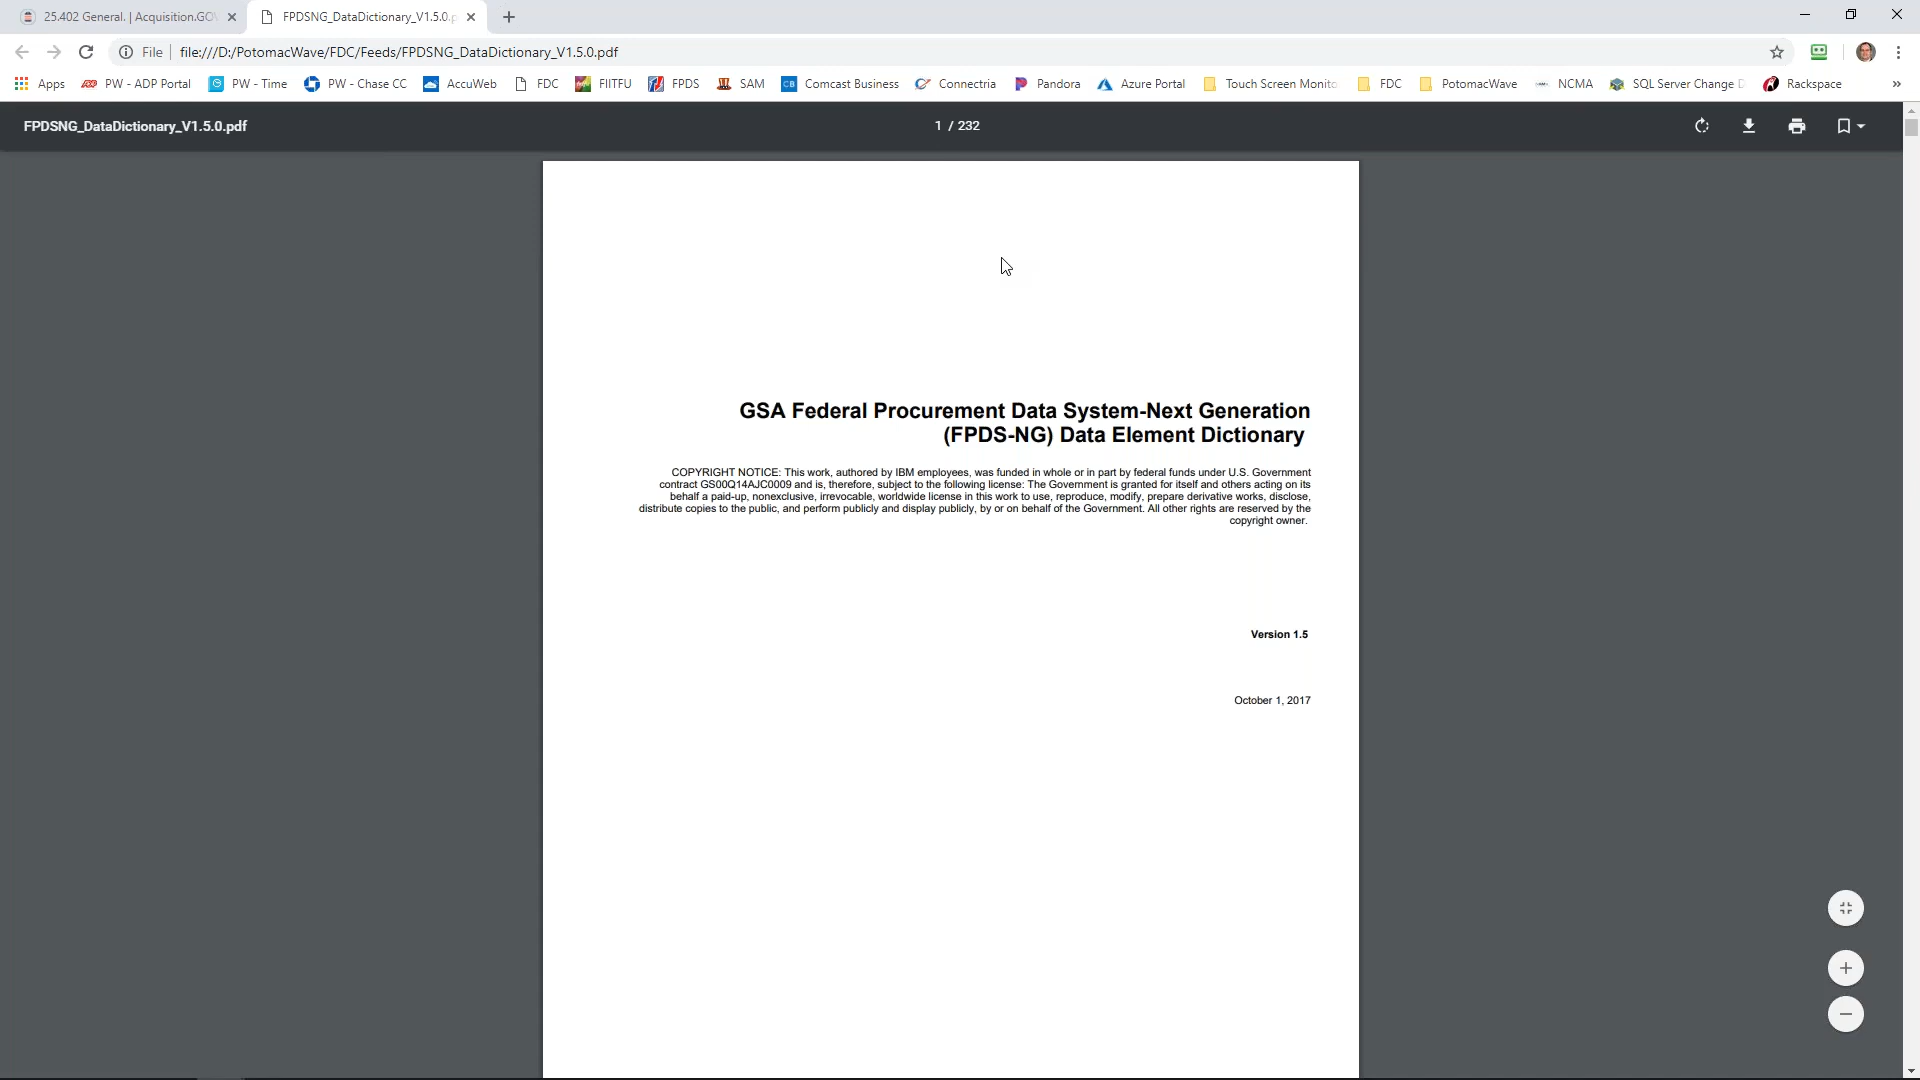 25.402 General. | Acquisition.GO
FPDSNG_DataDictionary_V1.5.0.p
File
file:///D:/PotomacWave/FDC/Feeds/FPDSNG_DataDictionary_V1.5.0.pdf
Apps
PW - ADP Portal
PW - Time
PW - Chase CC
AccuWeb
FDC
FIITFU
FPDS
SAM
CB Comcast Business
Connectria
Pandora
Azure Portal
Touch Screen Monito
FDC
PotomacWave
NCMA
SQL Server Change
Rackspace
»
FPDSNG_DataDictionary_V1.5.0.pdf
1 / 232
GSA Federal Procurement Data System-Next Generation
(FPDS-NG) Data Element Dictionary
COPYRIGHT NOTICE: This work, authored by IBM employees, was funded in whole or in part by federal funds under U.S. Government
contract GS00Q14AJC0009 and is, therefore, subject to the following license: The Government is granted for itself and others acting on its
behalf a paid-up, nonexclusive, irrevocable, worldwide license in this work to use, reproduce, modify, prepare derivative works, disclose,
distribute copies to the public, and perform publicly and display publicly, by or on behalf of the Government. All other rights are reserved by the
copyright owner.
Version 1.5
October 1, 2017